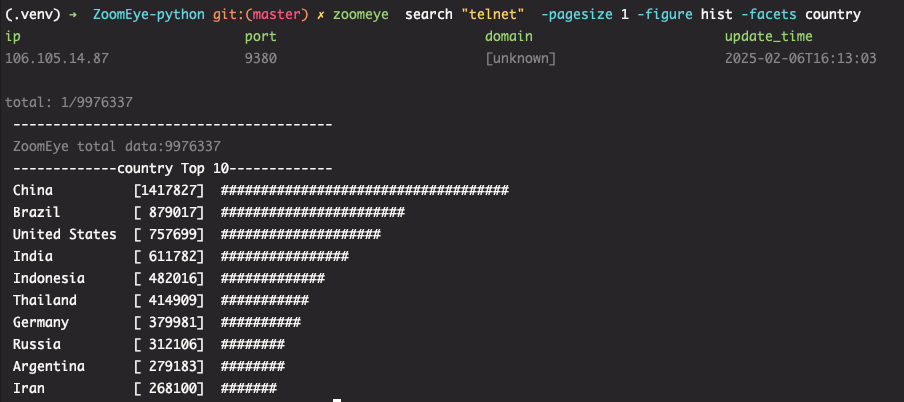 (.venv) → ZoomEye-python git:(master) ✗ zoomeye search "telnet" -pagesize 1 -figure hist -facets country
ip port domain update_time
106.105.14.87 9380 [unknown] 2025-02-06T16:13:03
total: 1/9976337
----------------------------------------
ZoomEye total data:9976337
-------------country Top 10-------------
China [1417827] ####################################
Brazil [ 879017] #######################
United States [ 757699] ####################
India [ 611782] ################
Indonesia [ 482016] #############
Thailand [ 414909] ###########
Germany [ 379981] ##########
Russia [ 312106] ########
Argentina [ 279183] ########
Iran [ 268100] #######